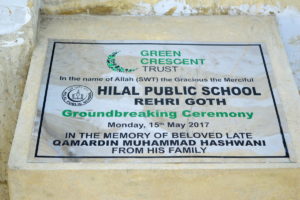 GREEN
CRESCENT
TRUST
In the name of Allah (SWT) the Gracious the Merciful
HILAL PUBLIC SCHOOL
REHRI GOTH
Groundbreaking Ceremony
Monday, 15th May 2017
IN THE MEMORY OF BELOVED LATE
QAMARDIN MUHAMMAD HASHWANI
FROM HIS FAMILY